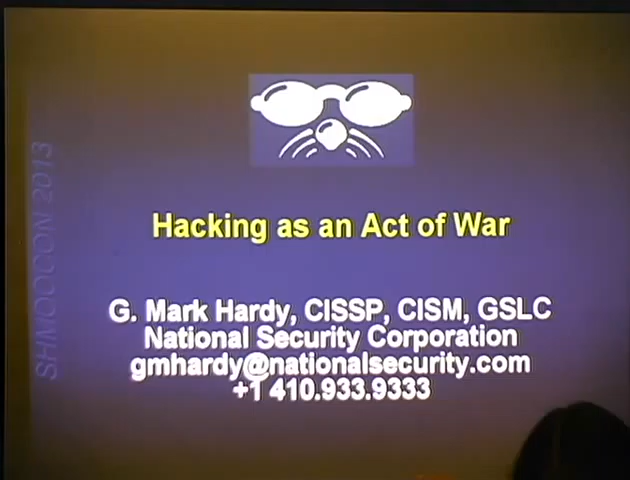 SHMOOCON 2013
Hacking as an Act of War
G. Mark Hardy, CISSP, CISM, GSLC
National Security Corporation
gmhardy@nationalsecurity.com
+1 410.933.9333